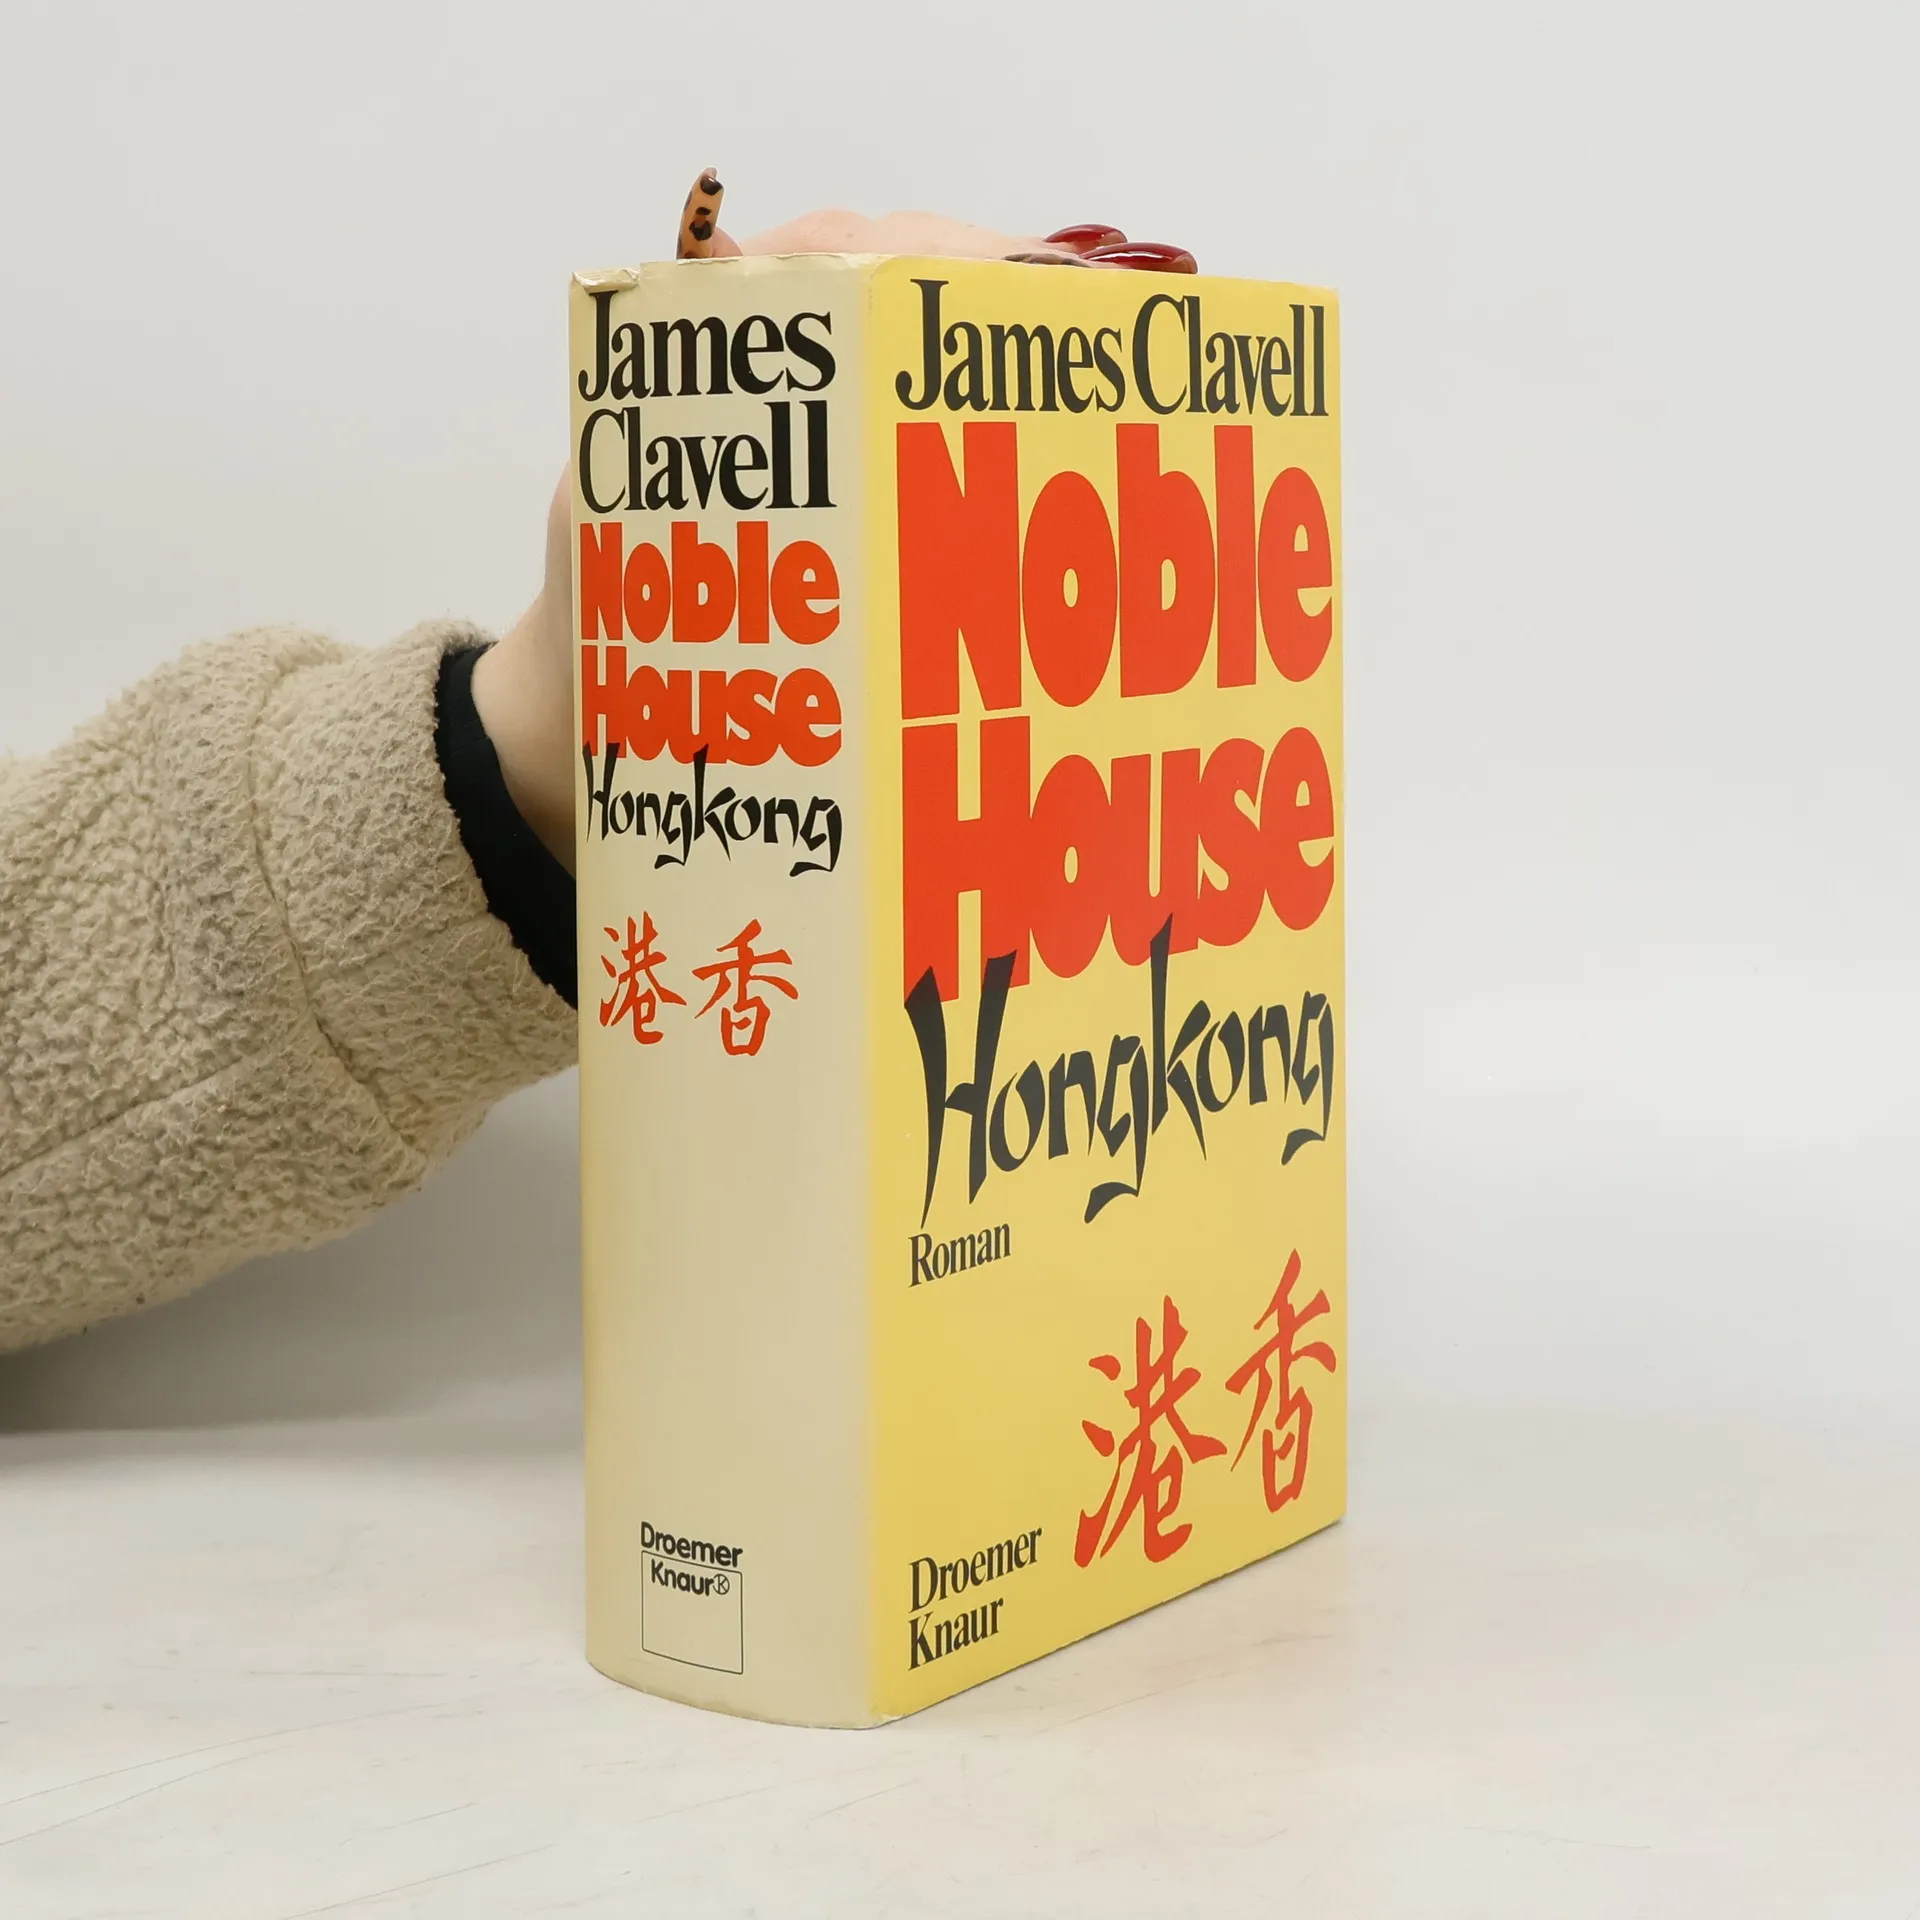 James
Clavell
Noble
House
Hongkong
港香
Droemer
Knaur
James Clavell
Noble
House
Hongkong
Roman
港香
Droemer
Knaur